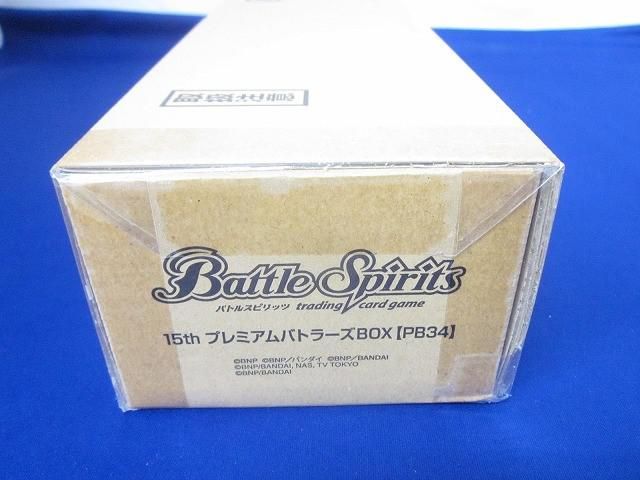 Battle Spirits
バトルスピリッツ trading card game
15th プレミアムバトラーズBOX【PB34】
©BNP ©BNP/バンダイ ©BNP/BANDAI
©BNP/BANDAI, NAS, TV TOKYO
©BNP/BANDAI